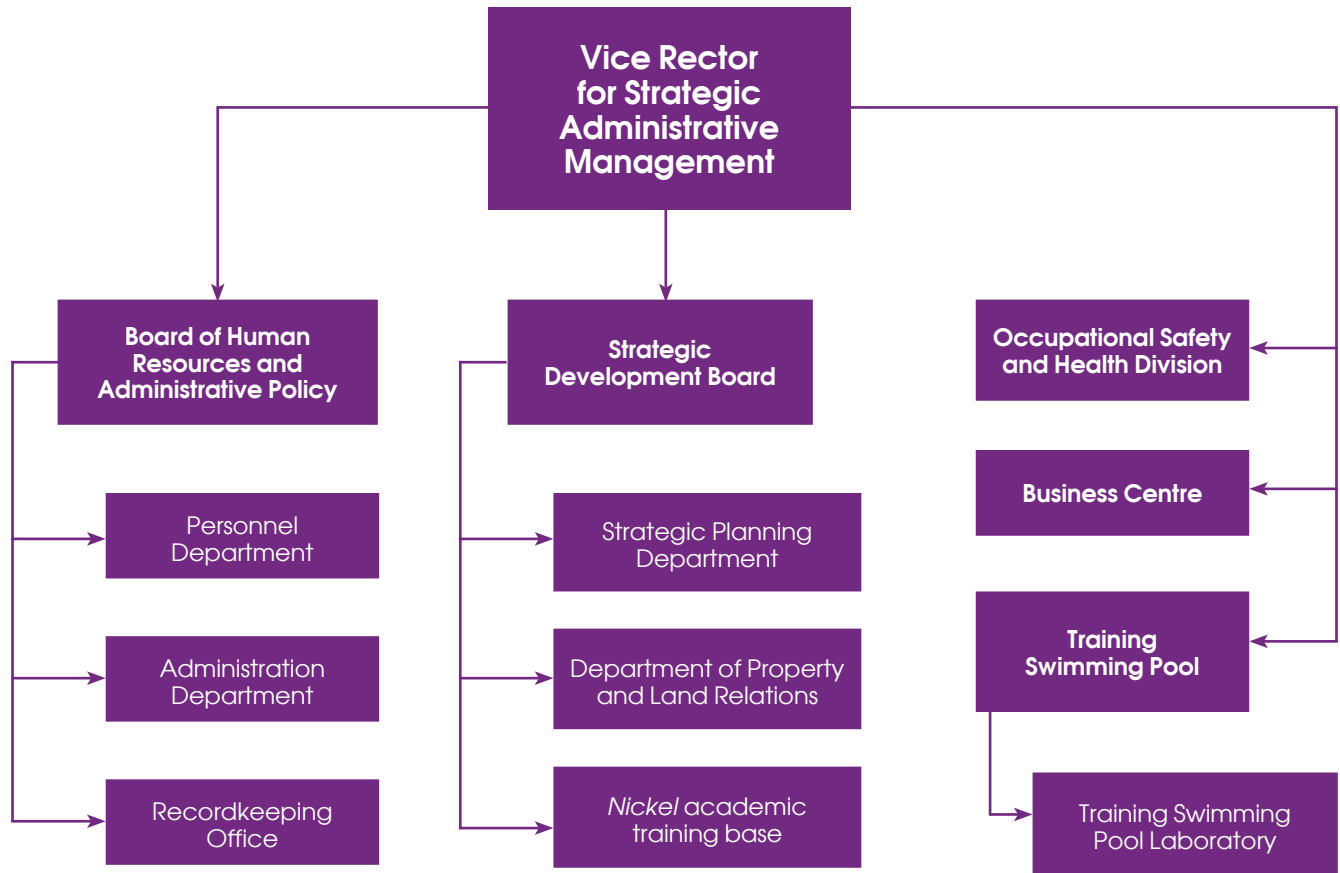 Vice Rector
for Strategic
Administrative
Management
Board of Human
Resources and
Administrative Policy
Personnel
Department
Administration
Department
Recordkeeping
Office
Strategic
Development Board
Strategic Planning
Department
Department of Property
and Land Relations
Nickel academic
training base
Occupational Safety
and Health Division
Business Centre
Training
Swimming Pool
Training Swimming
Pool Laboratory